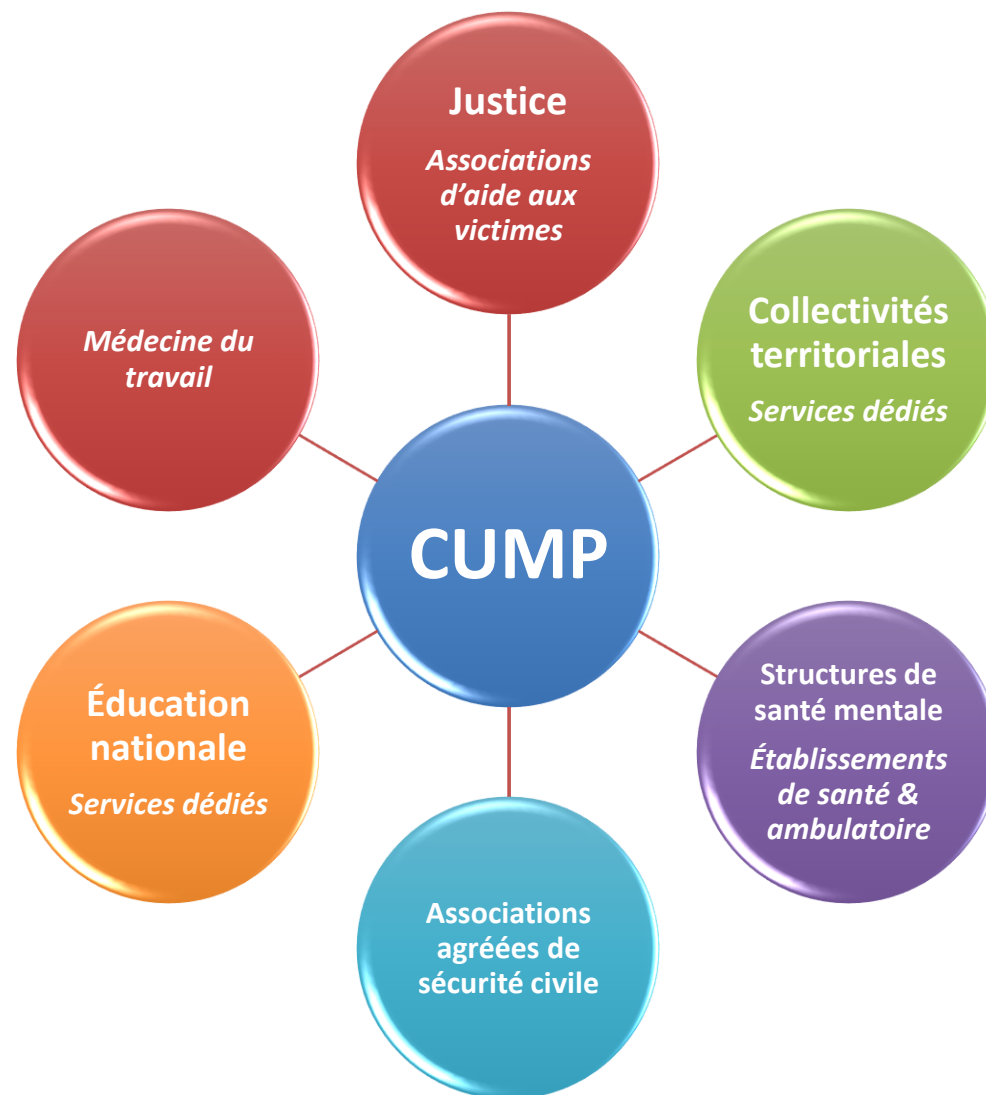 Justice
Associations
d’aide aux
victimes
Collectivités
territoriales
Services dédiés
Structures de
santé mentale
Établissements
de santé &
ambulatoire
Associations
agréées de
sécurité civile
Éducation
nationale
Services dédiés
Médecine du
travail
CUMP